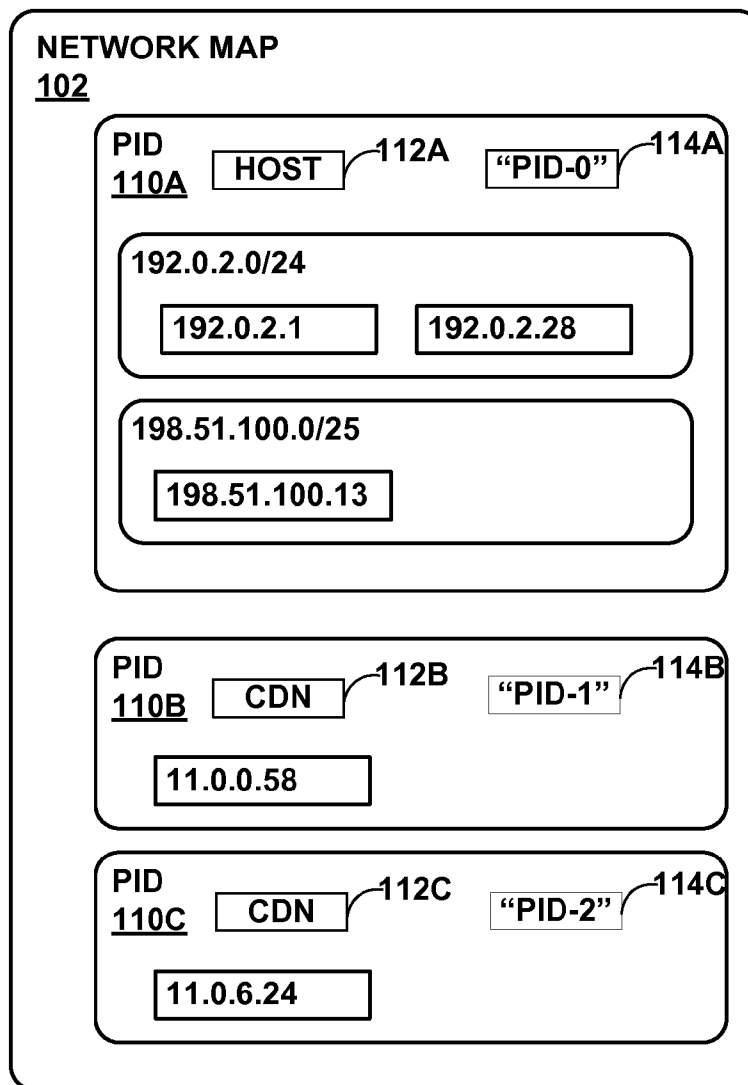 NETWORK MAP
102
PID
110A
HOST
112A
“PID-0”
114A
192.0.2.0/24
192.0.2.1
192.0.2.28
198.51.100.0/25
198.51.100.13
PID
110B
CDN
112B
“PID-1”
114B
11.0.0.58
PID
110C
CDN
112C
“PID-2”
114C
11.0.6.24